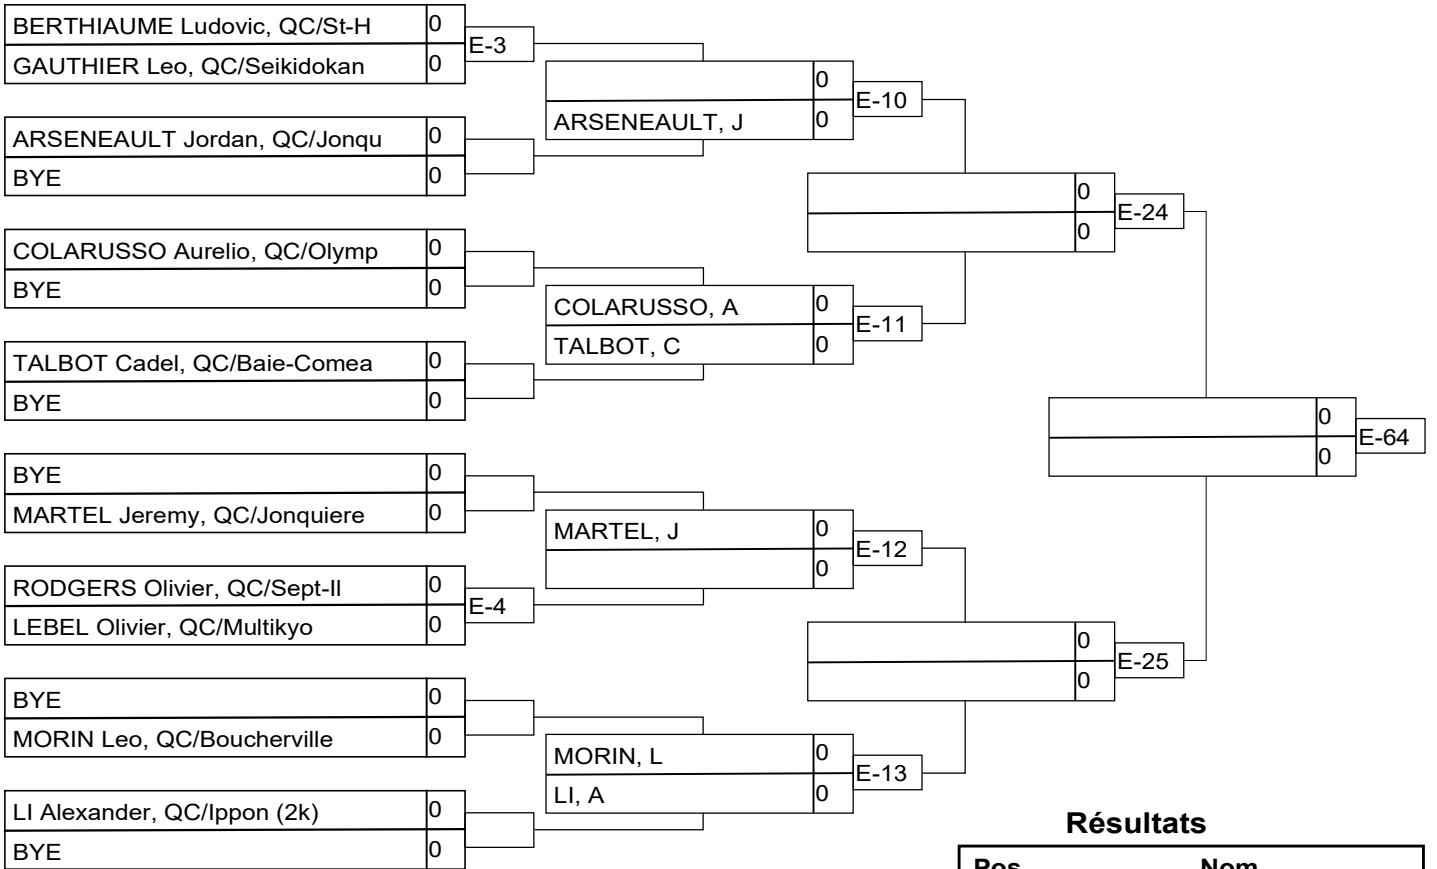 BERTHIAUME Ludovic, QC/St-H 0
GAUTHIER Leo, QC/Seikidokan 0
E-3
ARSENEAULT Jordan, QC/Jonqu 0
BYE 0
COLARUSSO Aurelio, QC/Olymp 0
BYE 0
TALBOT Cadel, QC/Baie-Comea 0
BYE 0
BYE 0
MARTEL Jeremy, QC/Jonquiere 0
RODGERS Olivier, QC/Sept-Il 0
LEBEL Olivier, QC/Multikyo 0
E-4
BYE 0
MORIN Leo, QC/Boucherville 0
LI Alexander, QC/Ippon (2k) 0
BYE 0
0
ARSENEAULT, J 0
E-10
COLARUSSO, A 0
TALBOT, C 0
E-11
MARTEL, J 0
0
E-12
MORIN, L 0
LI, A 0
E-13
0
0
E-24
0
0
E-25
0
0
E-64
Résultats
Pos Nom